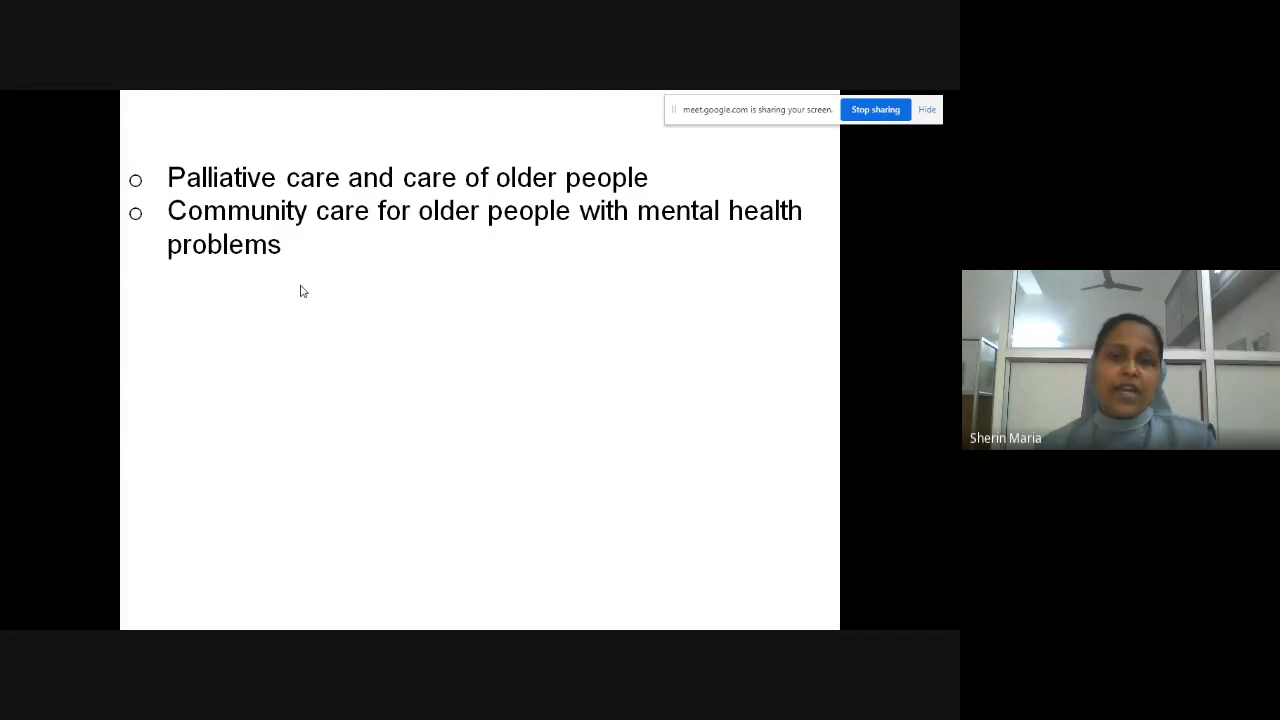 meet.google.com is sharing your screen. Stop sharing Hide
o Palliative care and care of older people
o Community care for older people with mental health
problems
Sherin Maria